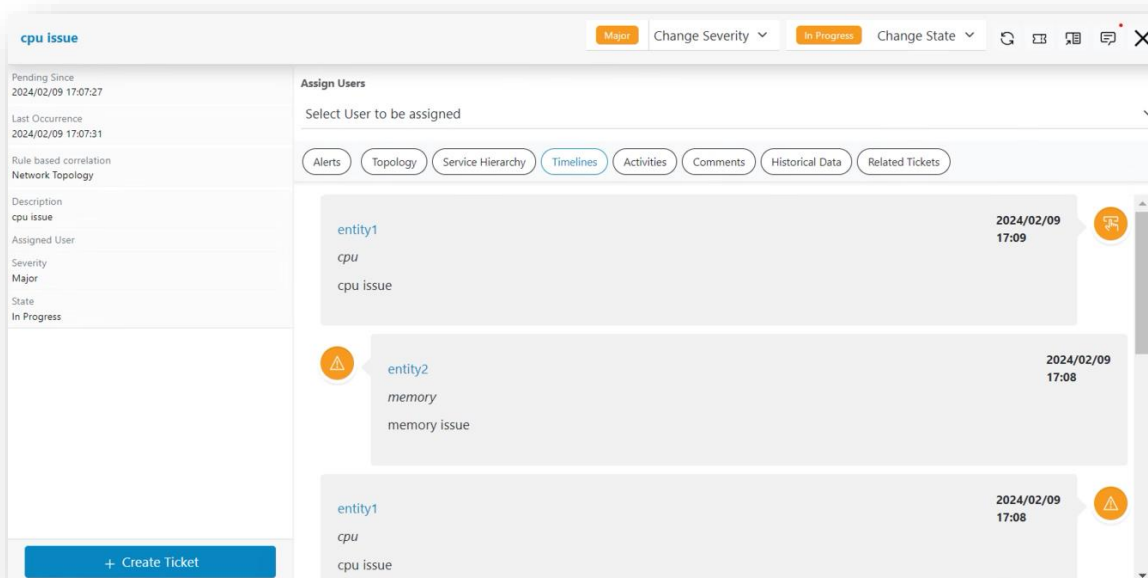 cpu issue
Major
Change Severity
In Progress
Change State
Pending Since
2024/02/09 17:07:27
Last Occurrence
2024/02/09 17:07:31
Rule based correlation
Network Topology
Description
cpu issue
Assigned User
Severity
Major
State
In Progress
+ Create Ticket
Assign Users
Select User to be assigned
Alerts
Topology
Service Hierarchy
Timelines
Activities
Comments
Historical Data
Related Tickets
entity1
cpu
cpu issue
2024/02/09
17:09
entity2
memory
memory issue
2024/02/09
17:08
entity1
cpu
cpu issue
2024/02/09
17:08